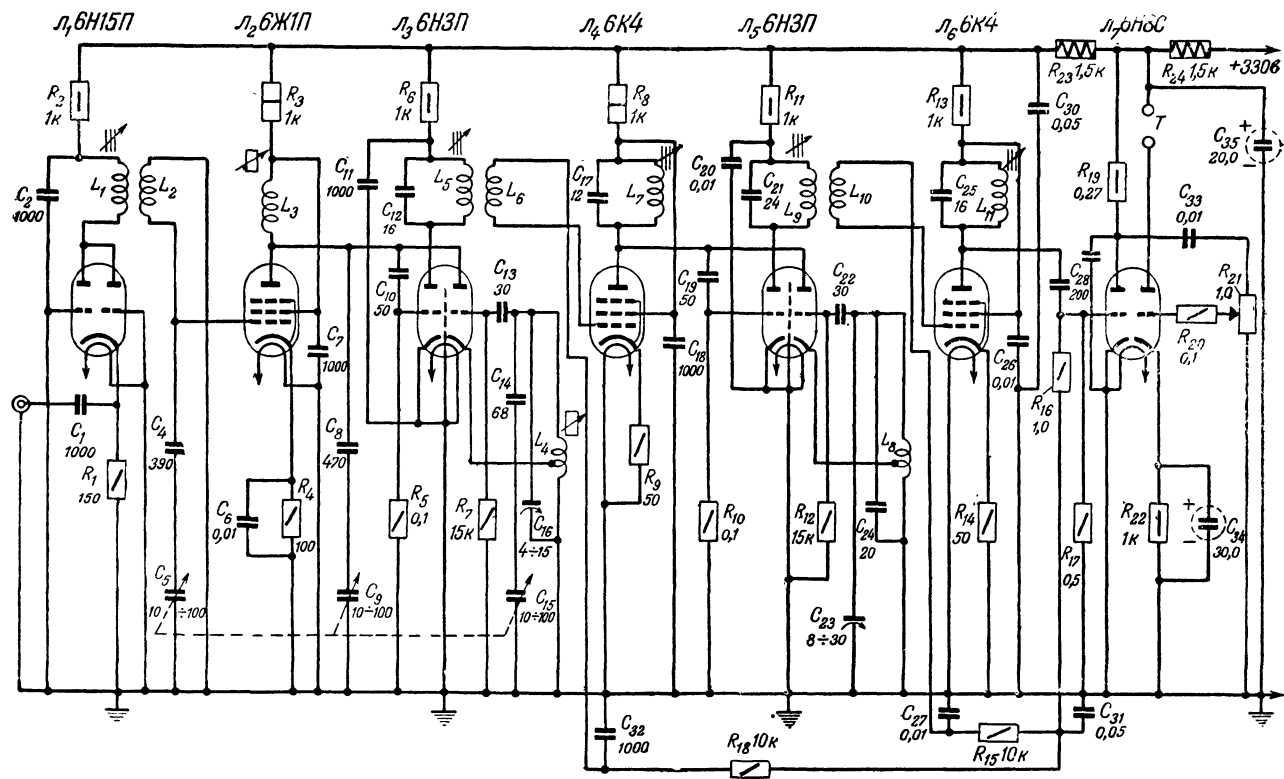 Л₁ 6Н15П
Л₂ 6Ж1П
Л₃ 6Н3П
Л₄ 6К4
Л₅ 6Н3П
Л₆ 6К4
Л₇ 6Н8С
R₂₃ 1,5к
R₂₄ 1,5к
+330в
R₂
1к
R₃
1к
R₆
1к
R₈
1к
R₁₁
1к
R₁₃
1к
C₃₀
0,05
T
C₃₅
+
20,0
−
C₂
1000
L₁
L₂
L₃
C₁₁
1000
C₁₂
16
L₅
L₆
C₁₇
12
L₇
C₂₀
0,01
C₂₁
24
L₉
L₁₀
C₂₅
16
L₁₁
R₁₉
0,27
C₃₃
0,01
C₁₀
50
C₁₃
30
C₁₉
50
C₂₂
30
C₂₈
200
R₂₁
1,0
R₂₀
0,1
C₇
1000
C₁₄
68
C₁₈
1000
C₂₆
0,01
R₁₆
1,0
C₁
1000
R₁
150
C₄
390
C₈
470
L₄
L₈
R₉
50
C₆
0,01
R₄
100
R₅
0,1
R₇
15к
C₁₆
4÷15
R₁₀
0,1
R₁₂
15к
C₂₄
20
R₁₄
50
R₁₇
0,5
R₂₂
1к
+
−
C₃₄
30,0
C₅
10÷100
C₉
10÷100
C₁₅
10÷100
C₂₃
8÷30
C₃₂
1000
R₁₈ 10к
C₂₇
0,01
R₁₅ 10к
C₃₁
0,05